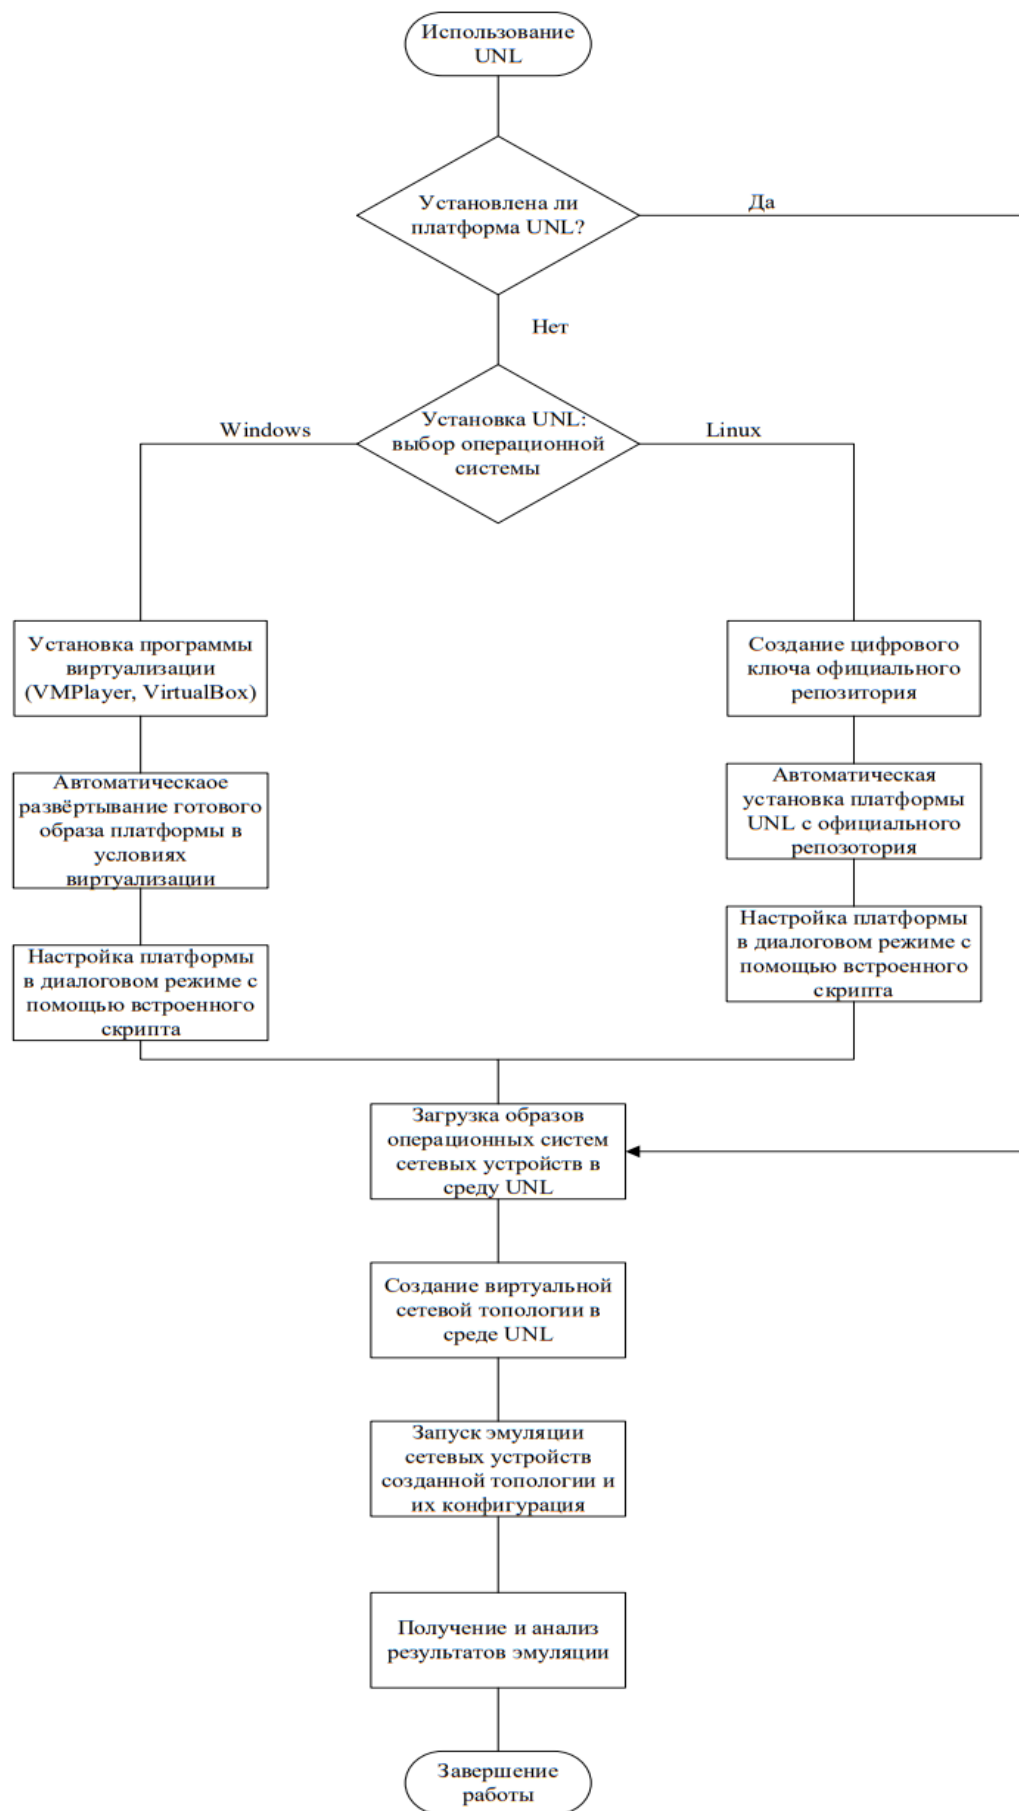 Использование
UNL
Установлена ли
платформа UNL?
Да
Нет
Установка UNL:
выбор операционной
системы
Windows
Linux
Установка программы
виртуализации
(VMPlayer, VirtualBox)
Автоматическаое
развёртывание готового
образа платформы в
условиях
виртуализации
Настройка платформы
в диалоговом режиме с
помощью встроенного
скрипта
Создание цифрового
ключа официального
репозитория
Автоматическая
установка платформы
UNL с официального
репозотория
Настройка платформы
в диалоговом режиме с
помощью встроенного
скрипта
Загрузка образов
операционных систем
сетевых устройств в
среду UNL
Создание виртуальной
сетевой топологии в
среде UNL
Запуск эмуляции
сетевых устройств
созданной топологии и
их конфигурация
Получение и анализ
результатов эмуляции
Завершение
работы